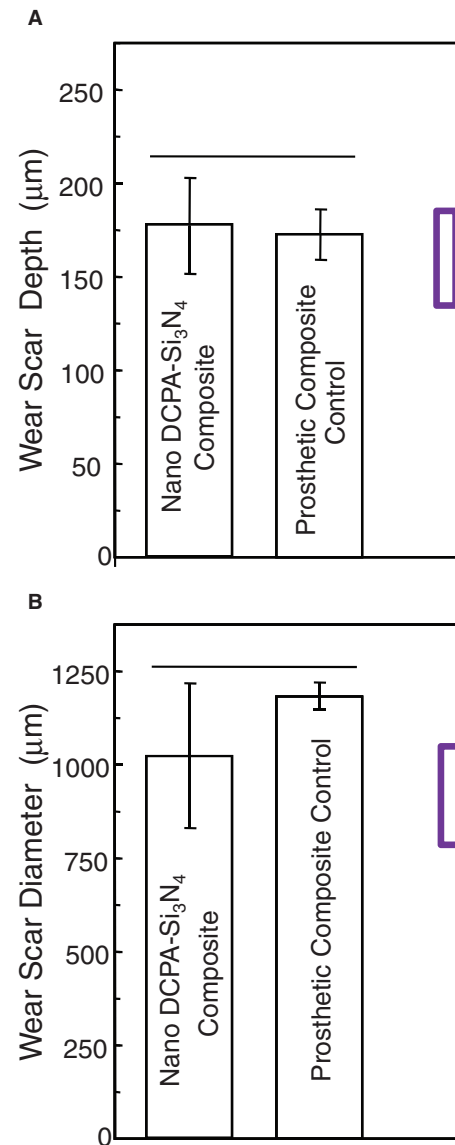 A
Wear Scar Depth (μm)
250
200
150
100
50
0
Nano DCPA-Si₃N₄
Composite
Prosthetic Composite
Control
B
Wear Scar Diameter (μm)
1250
1000
750
500
250
0
Nano DCPA-Si₃N₄
Composite
Prosthetic Composite Control